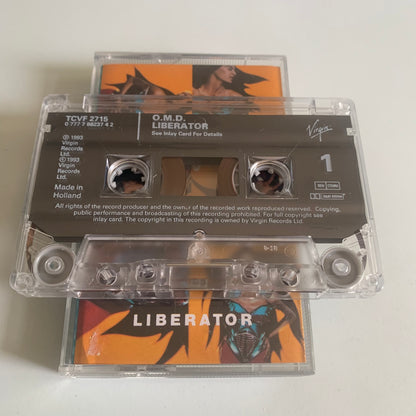 TCVF 2715
0 777 7 88237 4 2
O.M.D.
LIBERATOR
See Inlay Card For Details
Virgin
℗ 1993
Virgin
Records
Ltd.
© 1993
Virgin
Records
Ltd.
Made in
Holland
1
All rights of the record producer and the owner of the recorded work reproduced reserved. Copying,
public performance and broadcasting of this recording prohibited. For full copyright see
inlay card. The copyright in this recording is owned by Virgin Records Ltd.
LIBERATOR